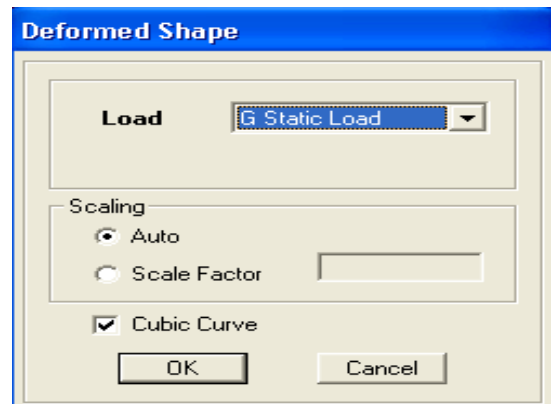 Deformed Shape
Load G Static Load
Scaling
Auto
Scale Factor
Cubic Curve
OK Cancel